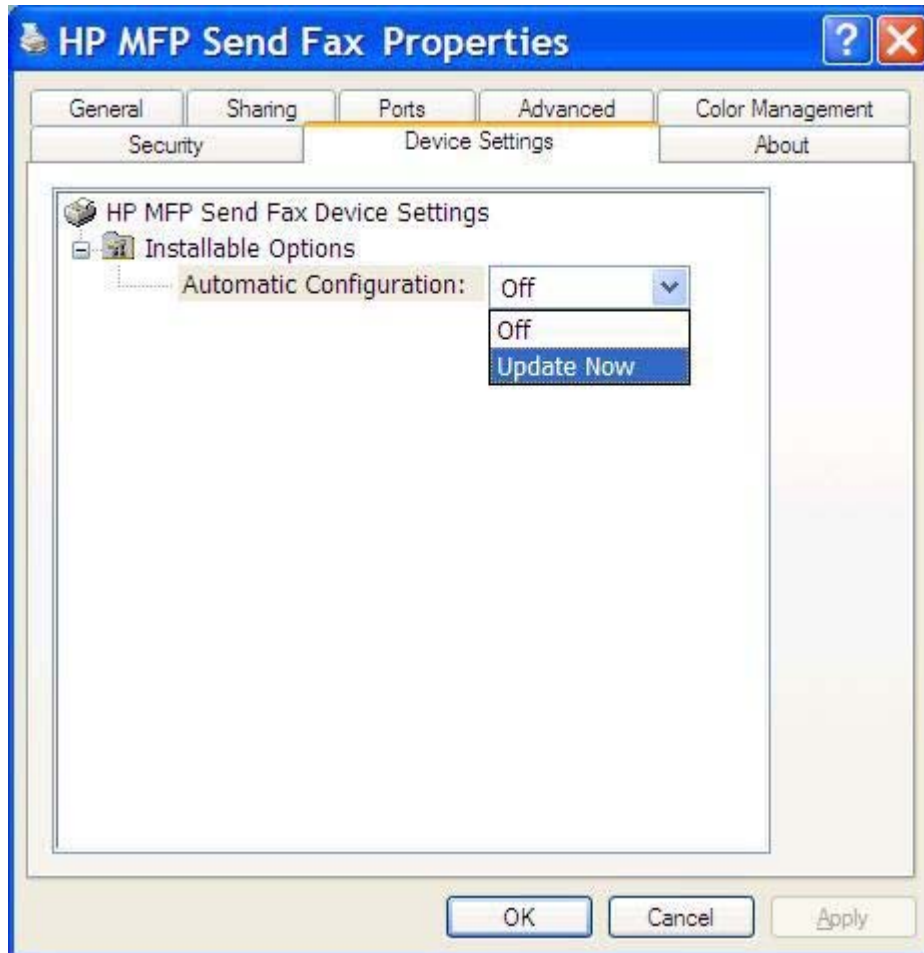 HP MFP Send Fax Properties
General Sharing Ports Advanced Color Management
Security Device Settings About
HP MFP Send Fax Device Settings
Installable Options
Automatic Configuration: Off
Off
Update Now
OK Cancel Apply